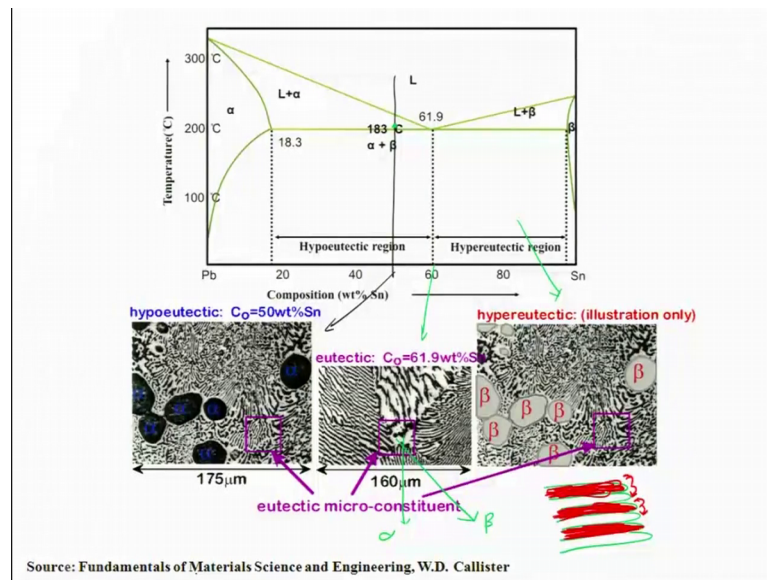 300 °C
L
L+α
α
61.9
L+β
200 °C
183 °C
β
18.3
α + β
Temperature(°C)
100 °C
Hypoeutectic region
Hypereutectic region
Pb
20
40
60
80
Sn
Composition (wt% Sn)
hypoeutectic: Co=50wt%Sn
hypereutectic: (illustration only)
eutectic: Co=61.9wt%S
α
α
α
α
α
β
β
β
β
β
β
175μm
160μm
eutectic micro-constituent
α
β
Source: Fundamentals of Materials Science and Engineering, W.D. Callister